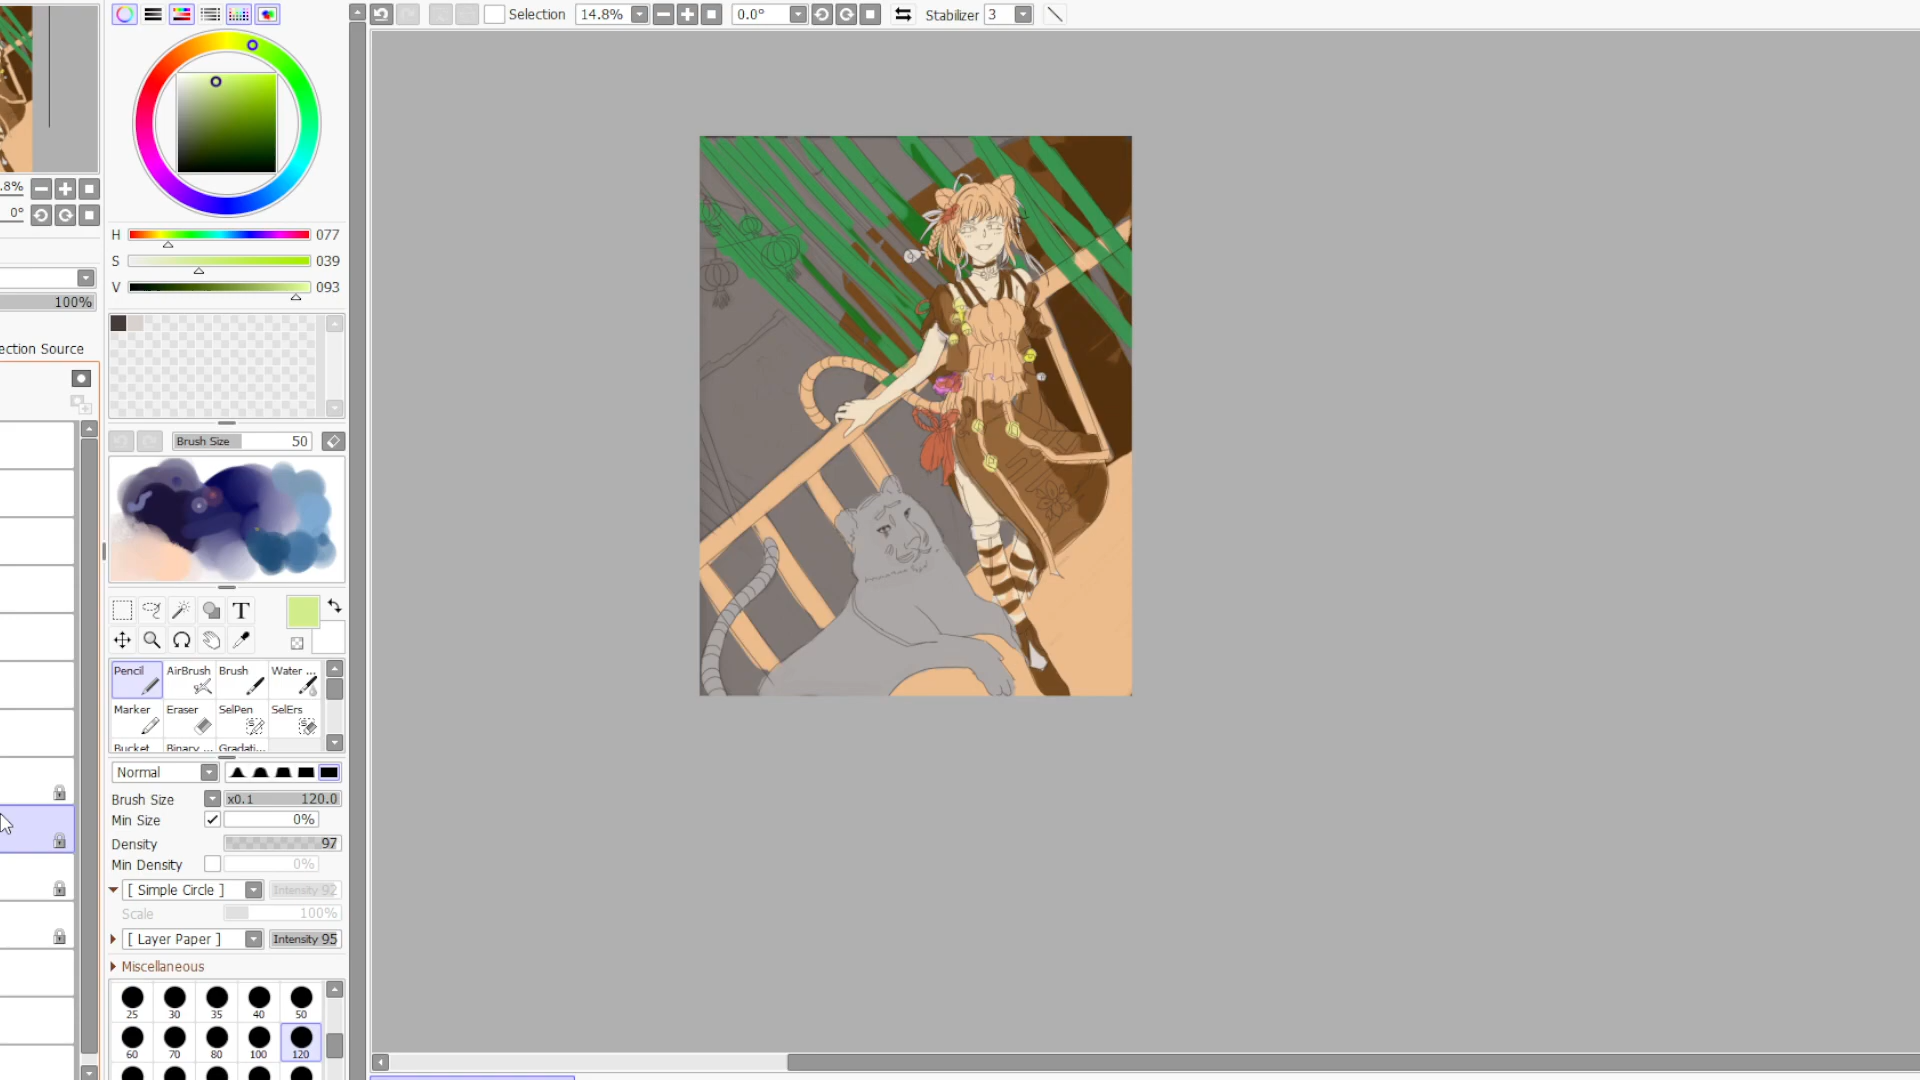 Selection 14.8% 0.0° Stabilizer 3
.8%
0°
H 077
S 039
V 093
100%
ection Source
Brush Size 50
T
Pencil AirBrush Brush Water ...
Marker Eraser SelPen SelErs
Bucket Binary ... Gradati...
Normal
Brush Size x0.1 120.0
Min Size 0%
Density 97
Min Density 0%
[ Simple Circle ] Intensity 92
Scale 100%
[ Layer Paper ] Intensity 95
Miscellaneous
25 30 35 40 50
60 70 80 100 120